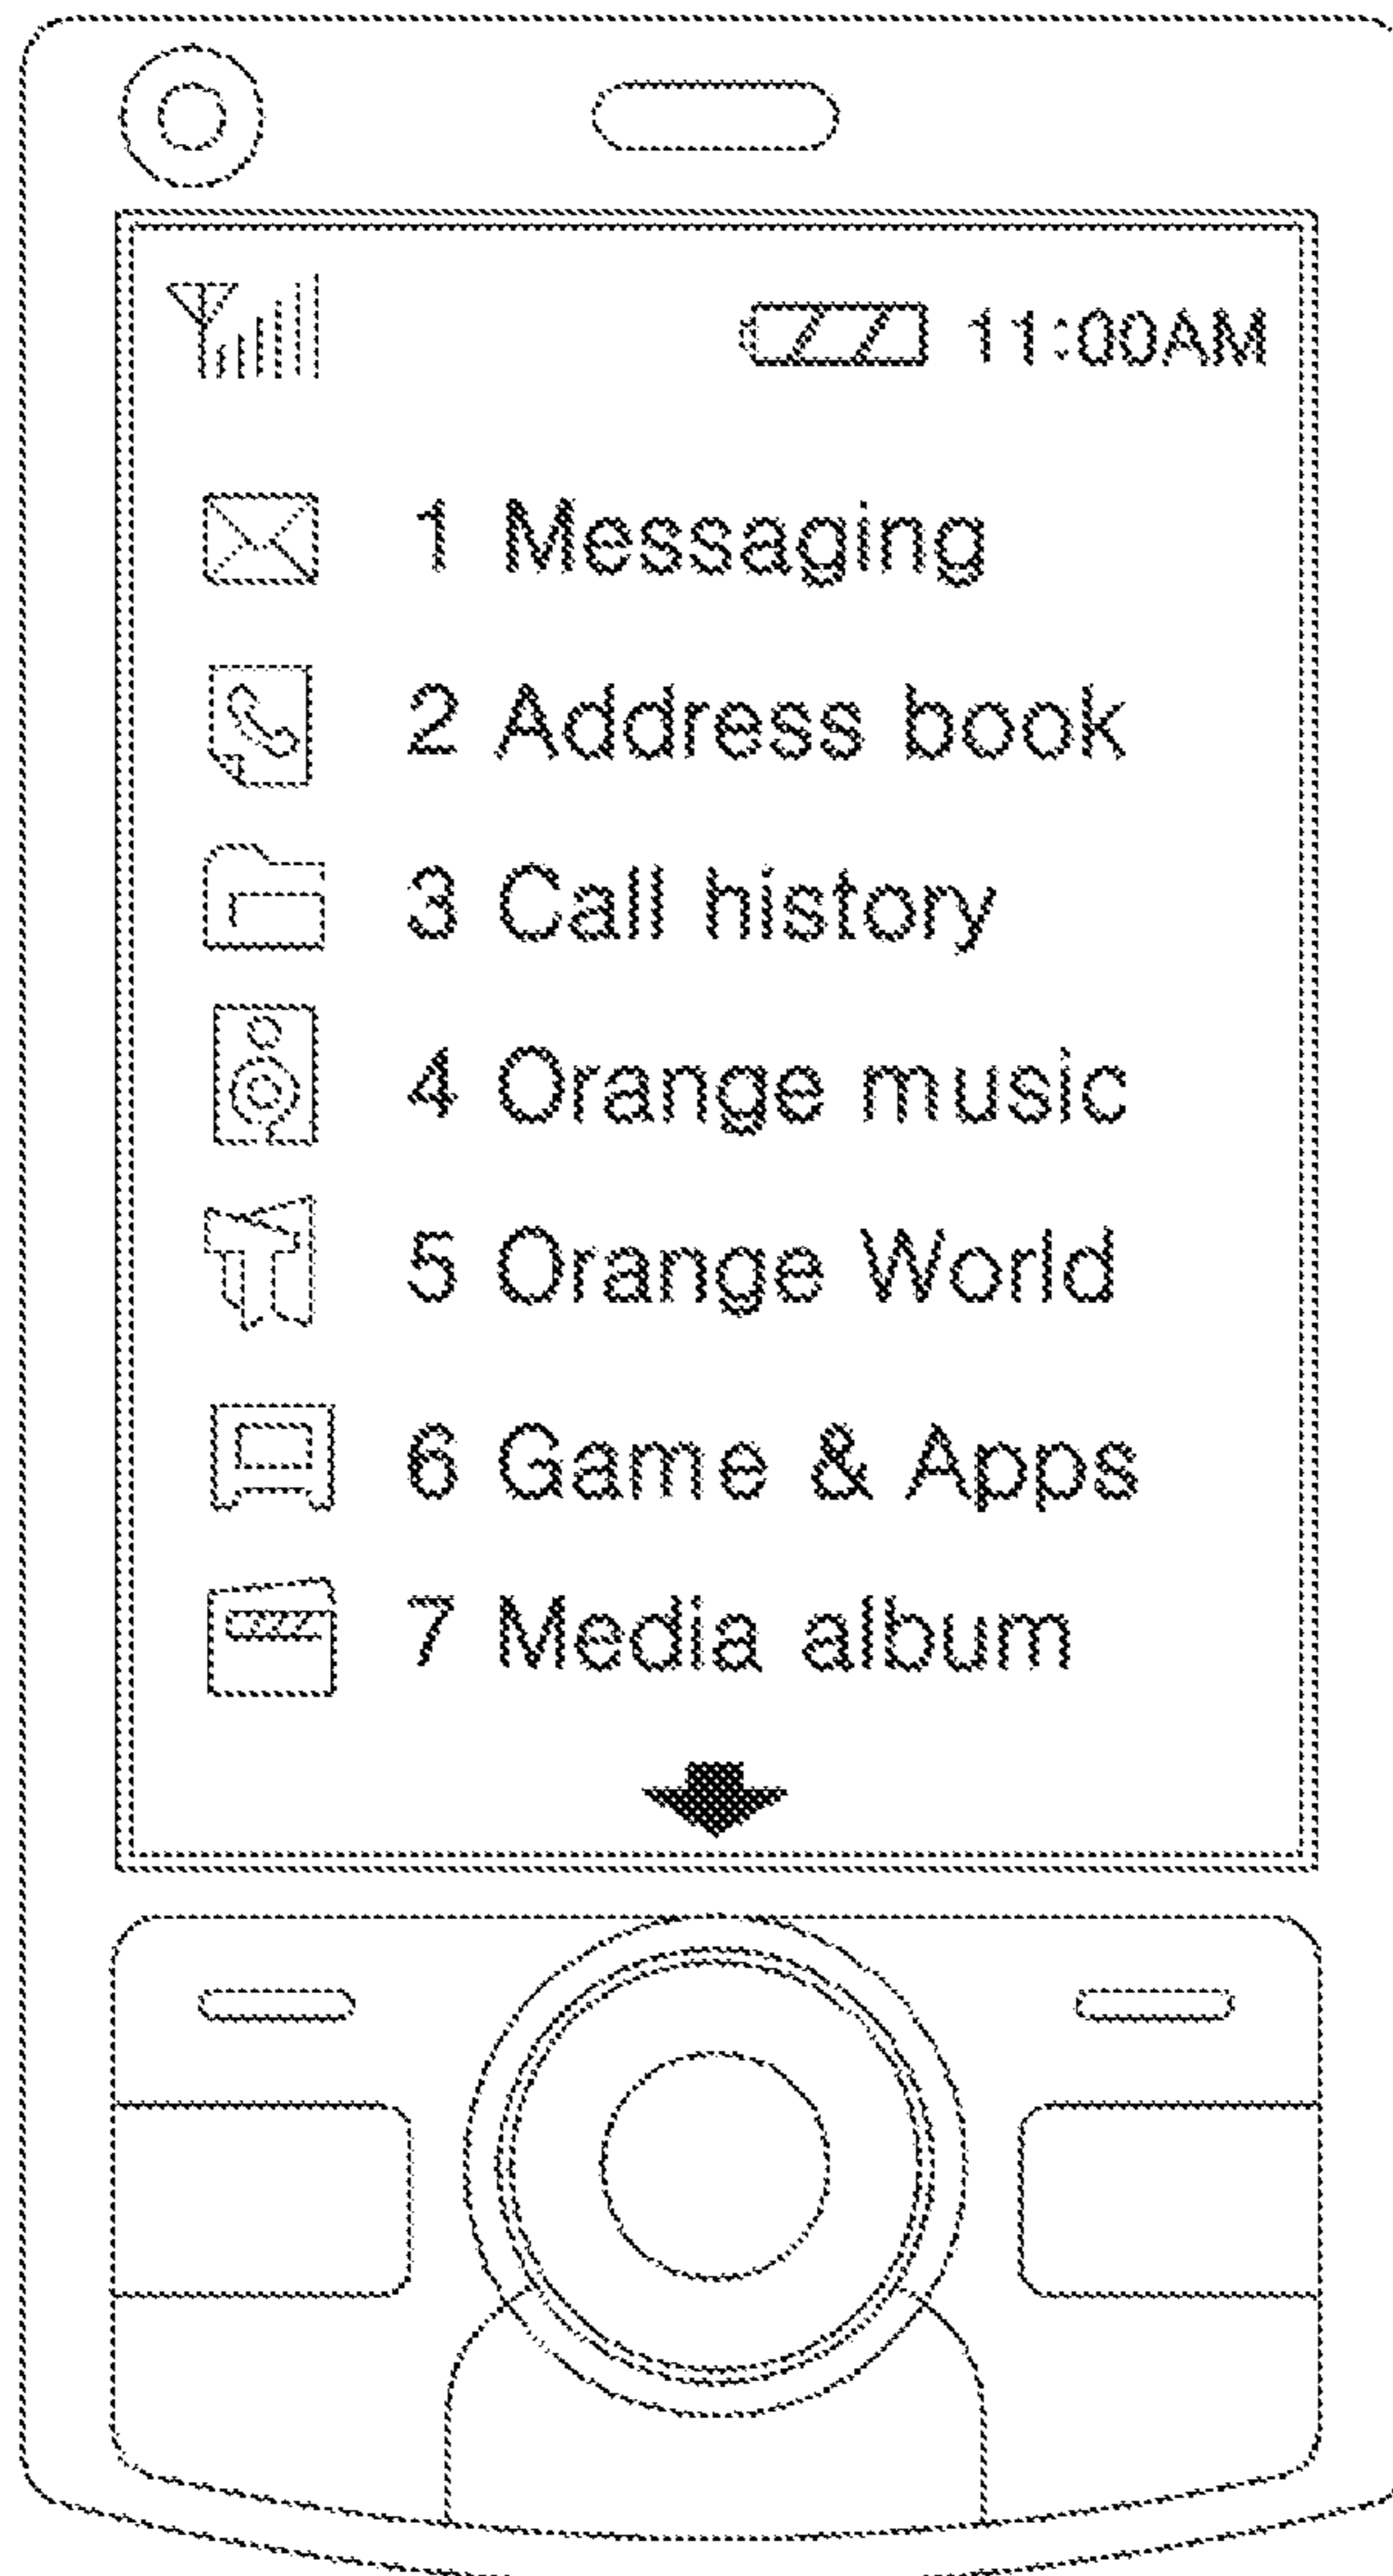 11:00AM
1 Messaging
2 Address book
3 Call history
4 Orange music
5 Orange World
6 Game & Apps
7 Media album